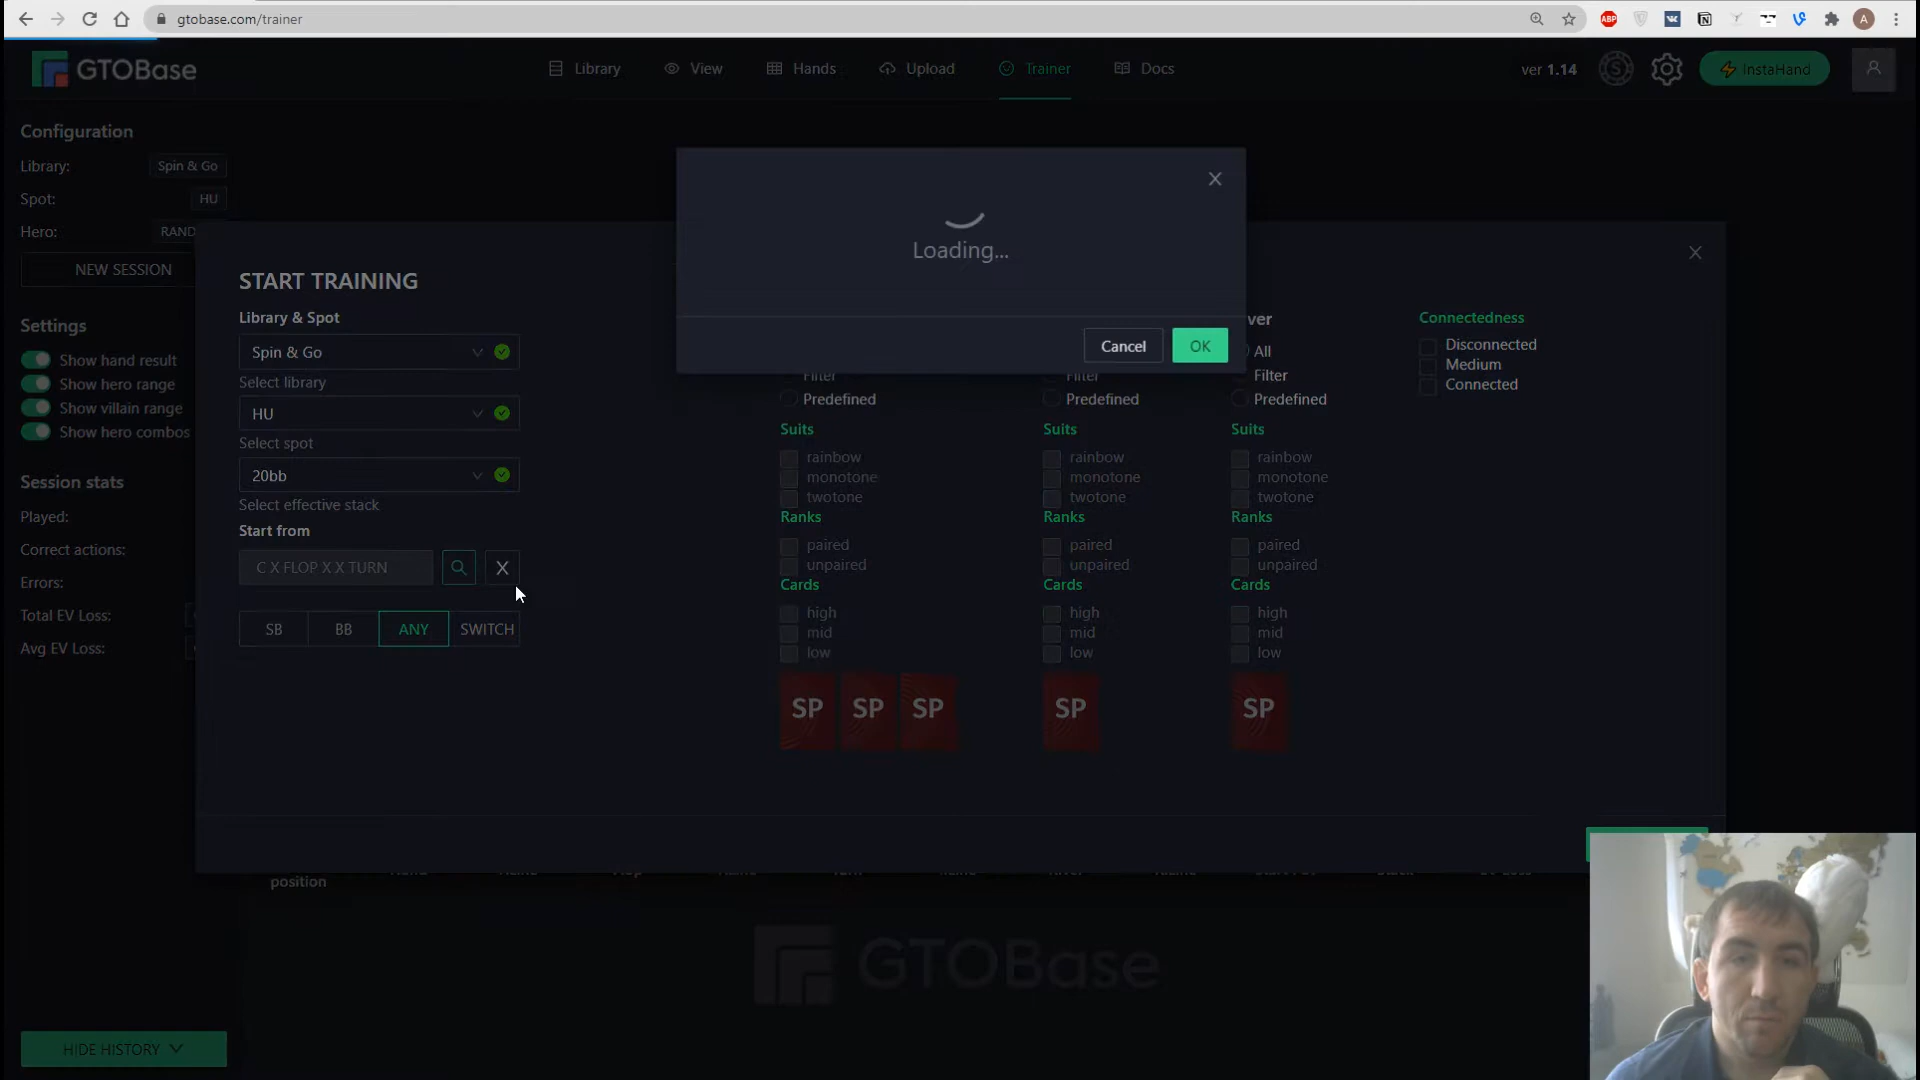 gtobase.com/trainer
ABP
A
GTOBase
Library
View
Hands
Upload
Trainer
Docs
ver 1.14
InstaHand
Configuration
Library:
Spin & Go
Spot:
HU
Hero:
NEW SESSION
Settings
Show hand result
Show hero range
Show villain range
Show hero combos
Session stats
Played:
Correct actions:
Errors:
Total EV Loss:
Avg EV Loss:
HIDE HISTORY
START TRAINING
Library & Spot
Spin & Go
Select library
HU
Select spot
20bb
Select effective stack
Start from
C X FLOP X X TURN
X
SB
BB
ANY
SWITCH
Loading...
Cancel
OK
Filter
Predefined
Suits
rainbow
monotone
twotone
Ranks
paired
unpaired
Cards
high
mid
low
SP
SP
SP
Filter
Predefined
Suits
rainbow
monotone
twotone
Ranks
paired
unpaired
Cards
high
mid
low
SP
All
Filter
Predefined
Suits
rainbow
monotone
twotone
Ranks
paired
unpaired
Cards
high
mid
low
SP
Connectedness
Disconnected
Medium
Connected
position
GTOBase